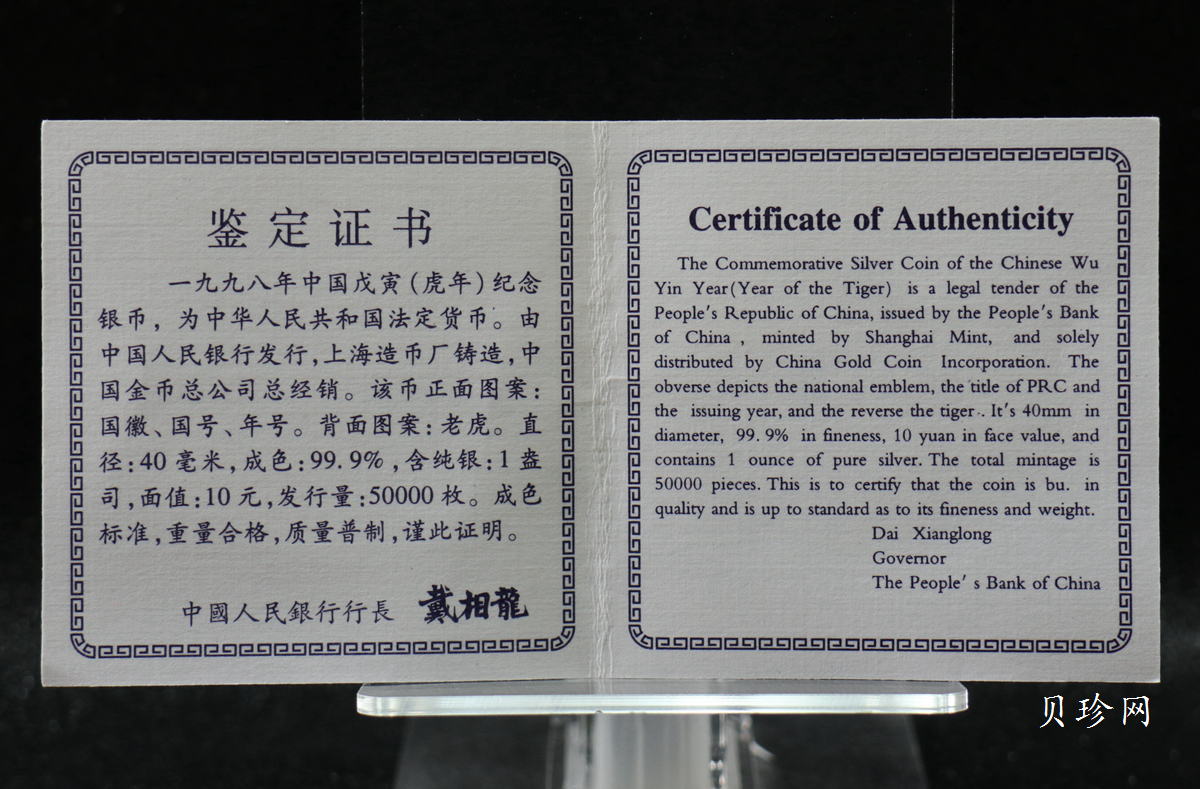 鉴定证书
一九九八年中国戊寅(虎年)纪念
银币，为中华人民共和国法定货币。由
中国人民银行发行,上海造币厂铸造,中
国金币总公司总经销。该币正面图案:
国徽、国号、年号。背面图案:老虎。直
径:40毫米,成色:99.9%,含纯银:1盎
司,面值:10元,发行量:50000枚。成色
标准,重量合格,质量普制,谨此证明。
中國人民銀行行長 戴相龍
Certificate of Authenticity
The Commemorative Silver Coin of the Chinese Wu
Yin Year(Year of the Tiger) is a legal tender of the
People's Republic of China, issued by the People's Bank
of China , minted by Shanghai Mint, and solely
distributed by China Gold Coin Incorporation. The
obverse depicts the national emblem, the title of PRC and
the issuing year, and the reverse the tiger. It's 40mm in
diameter, 99.9% in fineness, 10 yuan in face value, and
contains 1 ounce of pure silver. The total mintage is
50000 pieces. This is to certify that the coin is bu. in
quality and is up to standard as to its fineness and weight.
Dai Xianglong
Governor
The People' s Bank of China
贝珍网